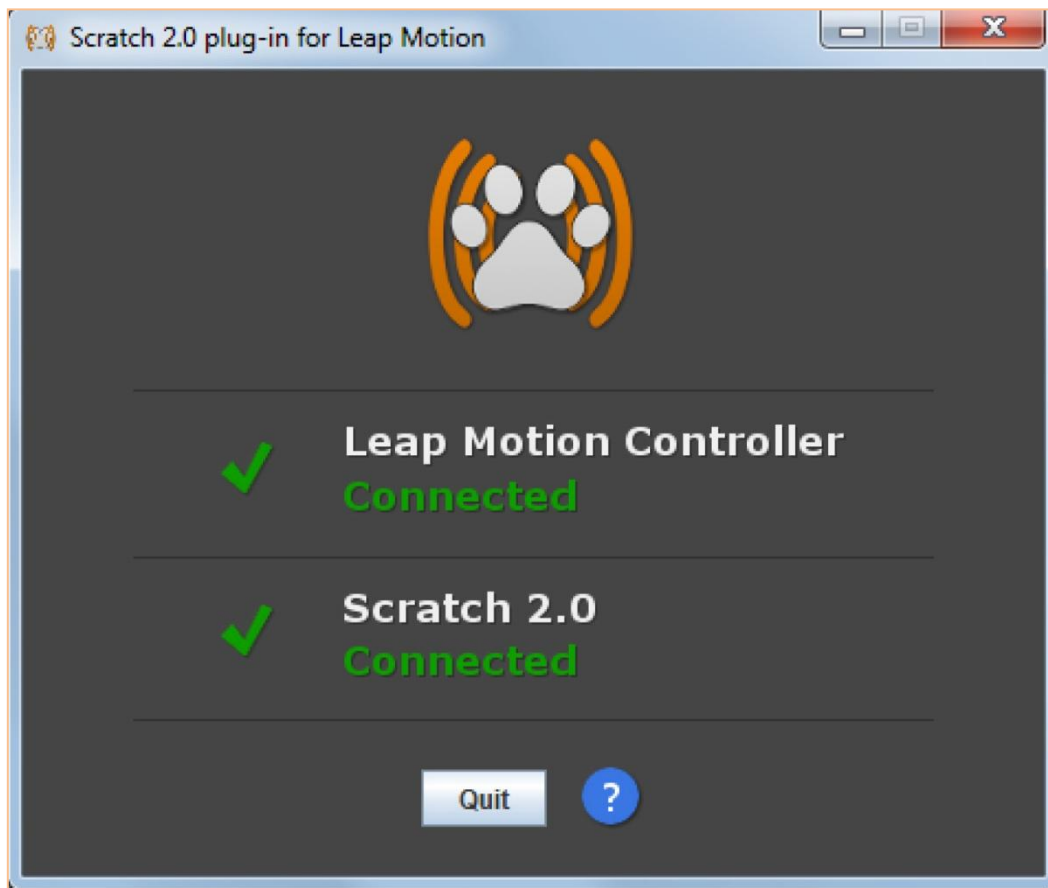 Scratch 2.0 plug-in for Leap Motion
Leap Motion Controller
Connected
Scratch 2.0
Connected
Quit
?